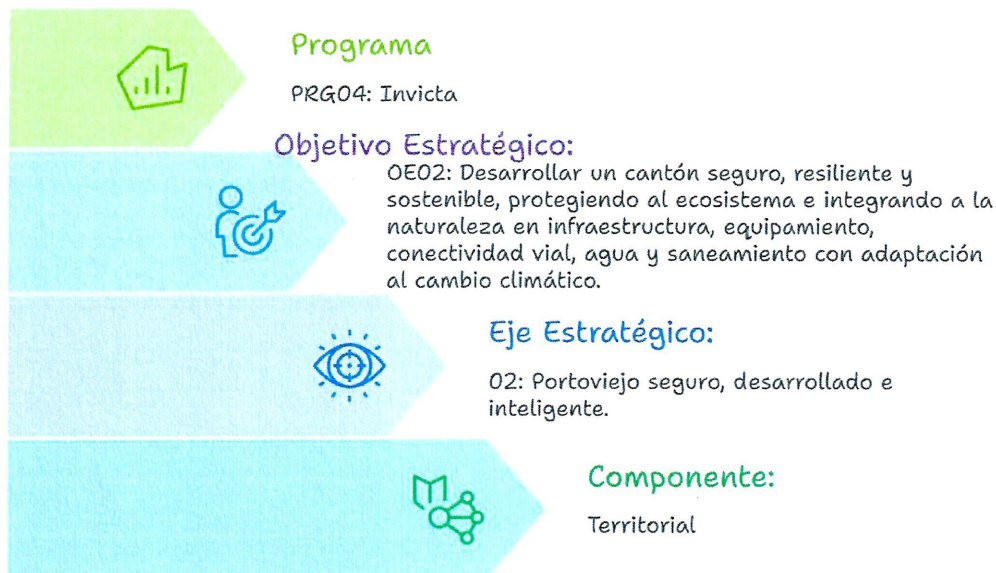 Programa
PRG04: Invicta
Objetivo Estratégico:
OE02: Desarrollar un cantón seguro, resiliente y
sostenible, protegiendo al ecosistema e integrando a la
naturaleza en infraestructura, equipamiento,
conectividad vial, agua y saneamiento con adaptación
al cambio climático.
Eje Estratégico:
02: Portoviejo seguro, desarrollado e
inteligente.
Componente:
Territorial